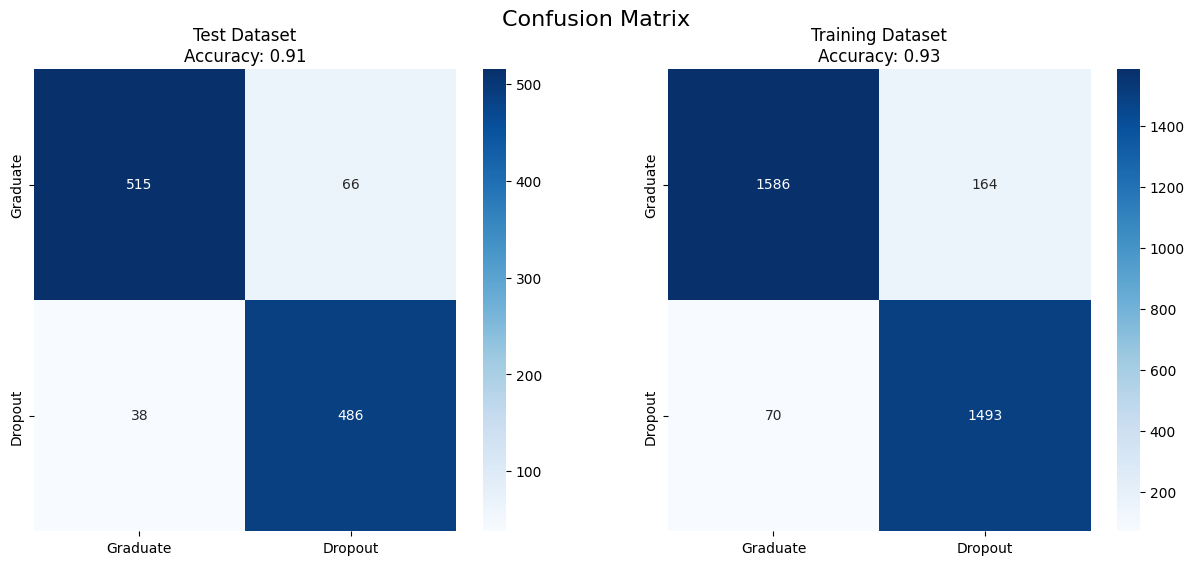 Confusion Matrix
Test Dataset
Accuracy: 0.91
Graduate
Dropout
515
66
38
486
Graduate
Dropout
500
400
300
200
100
Training Dataset
Accuracy: 0.93
Graduate
Dropout
1586
164
70
1493
Graduate
Dropout
1400
1200
1000
800
600
400
200